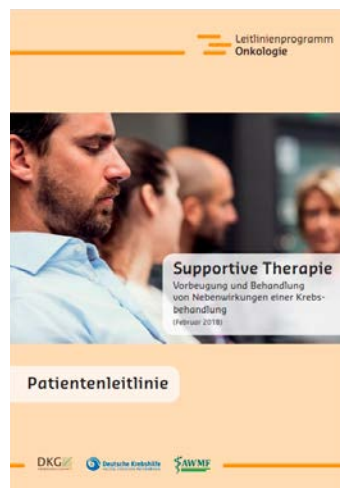 Leitlinienprogramm
Onkologie
Supportive Therapie
Vorbeugung und Behandlung
von Nebenwirkungen einer Krebs-
behandlung
(Februar 2018)
Patientenleitlinie
DKG
Deutsche Krebshilfe
AWMF